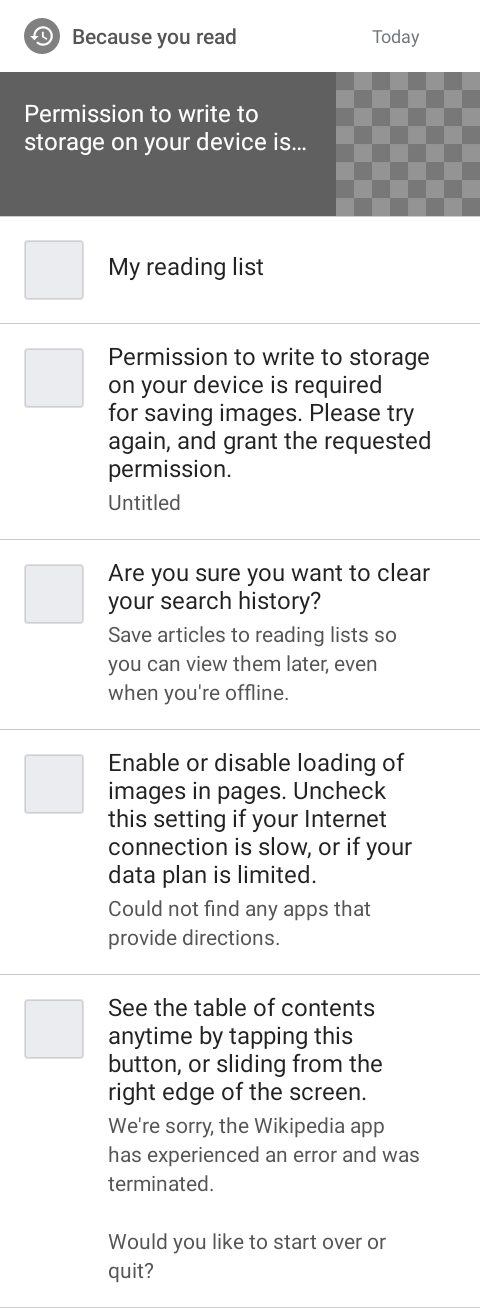 Because you read
Today
Permission to write to
storage on your device is...
My reading list
Permission to write to storage
on your device is required
for saving images. Please try
again, and grant the requested
permission.
Untitled
Are you sure you want to clear
your search history?
Save articles to reading lists so
you can view them later, even
when you're offline.
Enable or disable loading of
images in pages. Uncheck
this setting if your Internet
connection is slow, or if your
data plan is limited.
Could not find any apps that
provide directions.
See the table of contents
anytime by tapping this
button, or sliding from the
right edge of the screen.
We're sorry, the Wikipedia app
has experienced an error and was
terminated.
Would you like to start over or
quit?